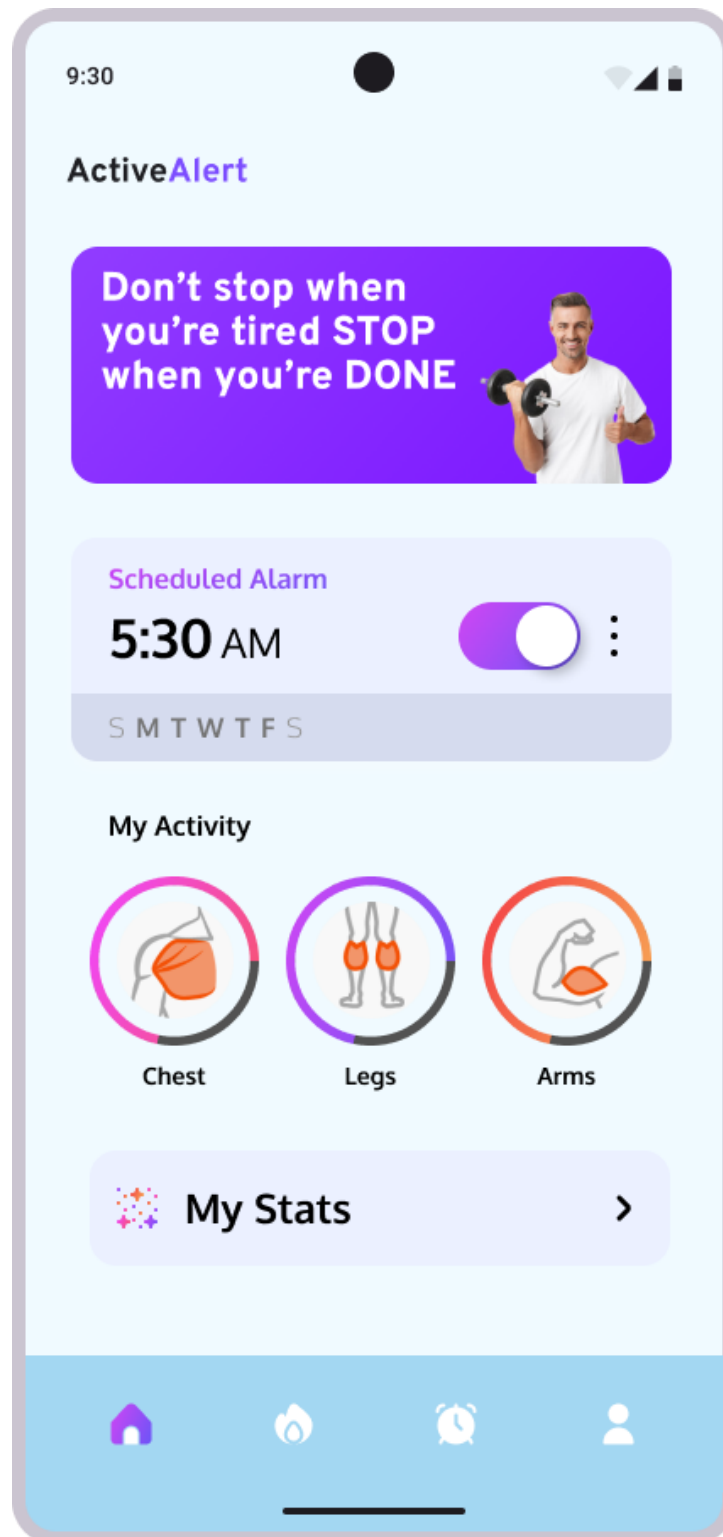 9:30
ActiveAlert
Don't stop when
you're tired STOP
when you're DONE
Scheduled Alarm
5:30 AM
S M T W T F S
My Activity
Chest Legs Arms
My Stats